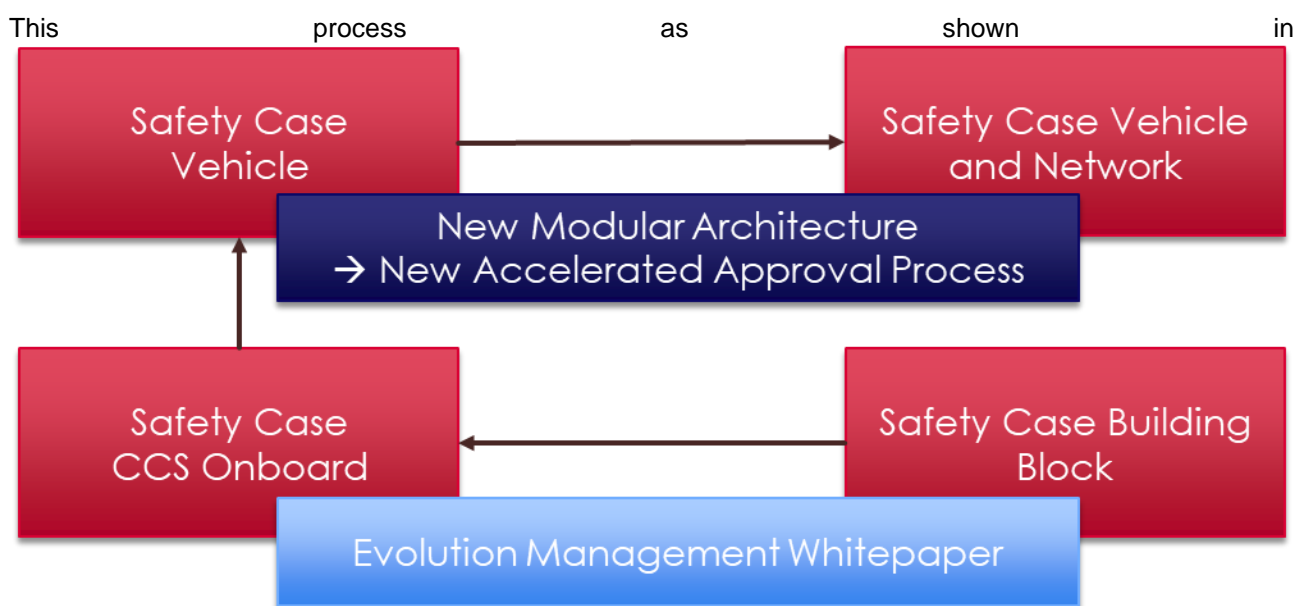 This process as shown in
Safety Case
Vehicle
Safety Case Vehicle
and Network
New Modular Architecture
→ New Accelerated Approval Process
Safety Case
CCS Onboard
Safety Case Building
Block
Evolution Management Whitepaper